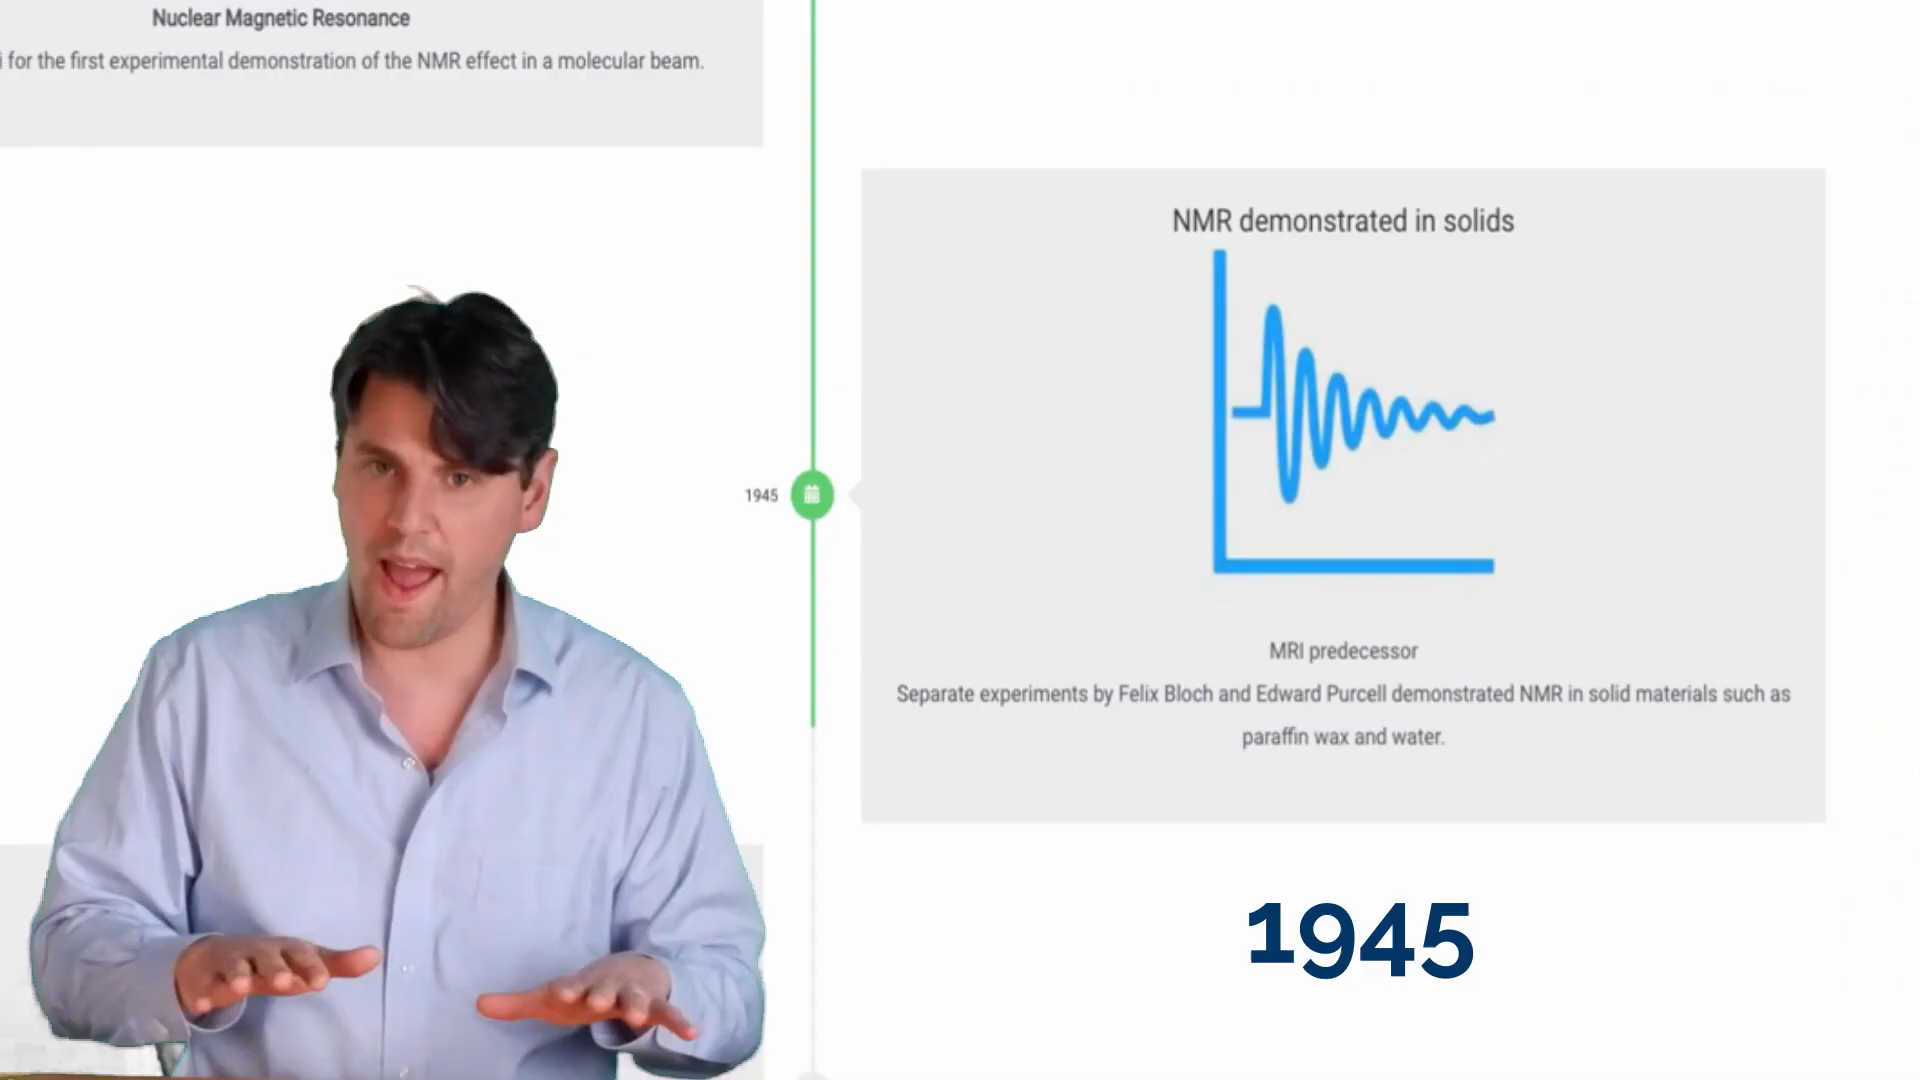 Nuclear Magnetic Resonance
for the first experimental demonstration of the NMR effect in a molecular beam.
NMR demonstrated in solids
1945
MRI predecessor
Separate experiments by Felix Bloch and Edward Purcell demonstrated NMR in solid materials such as
paraffin wax and water.
1945